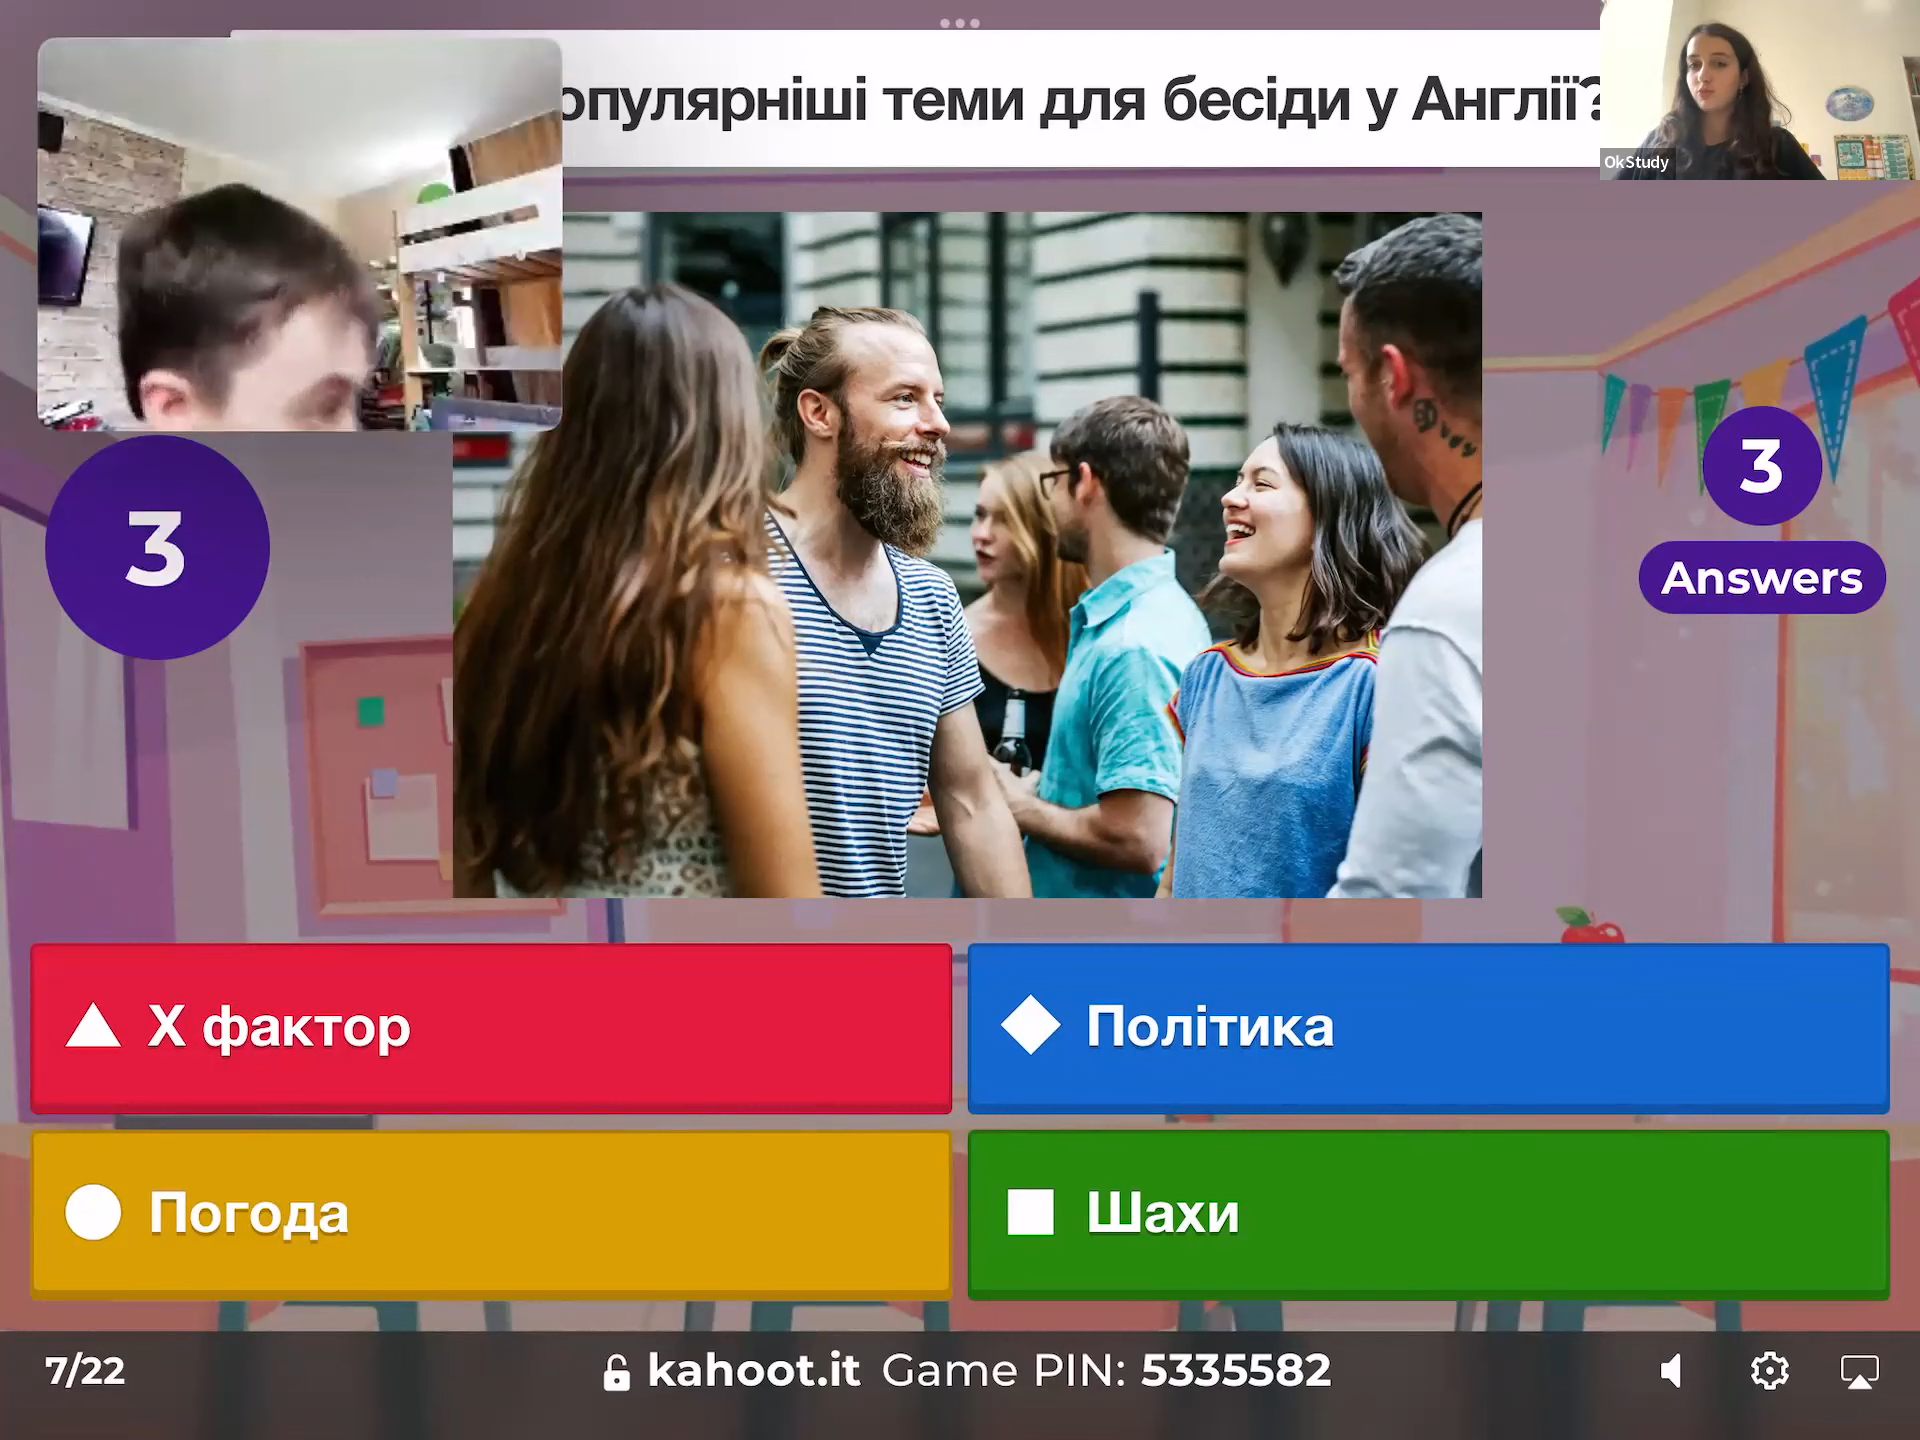 опулярніші теми для бесіди у Англії?
OkStudy
3
3
Answers
Х фактор
Політика
Погода
Шахи
7/22
kahoot.it Game PIN: 5335582